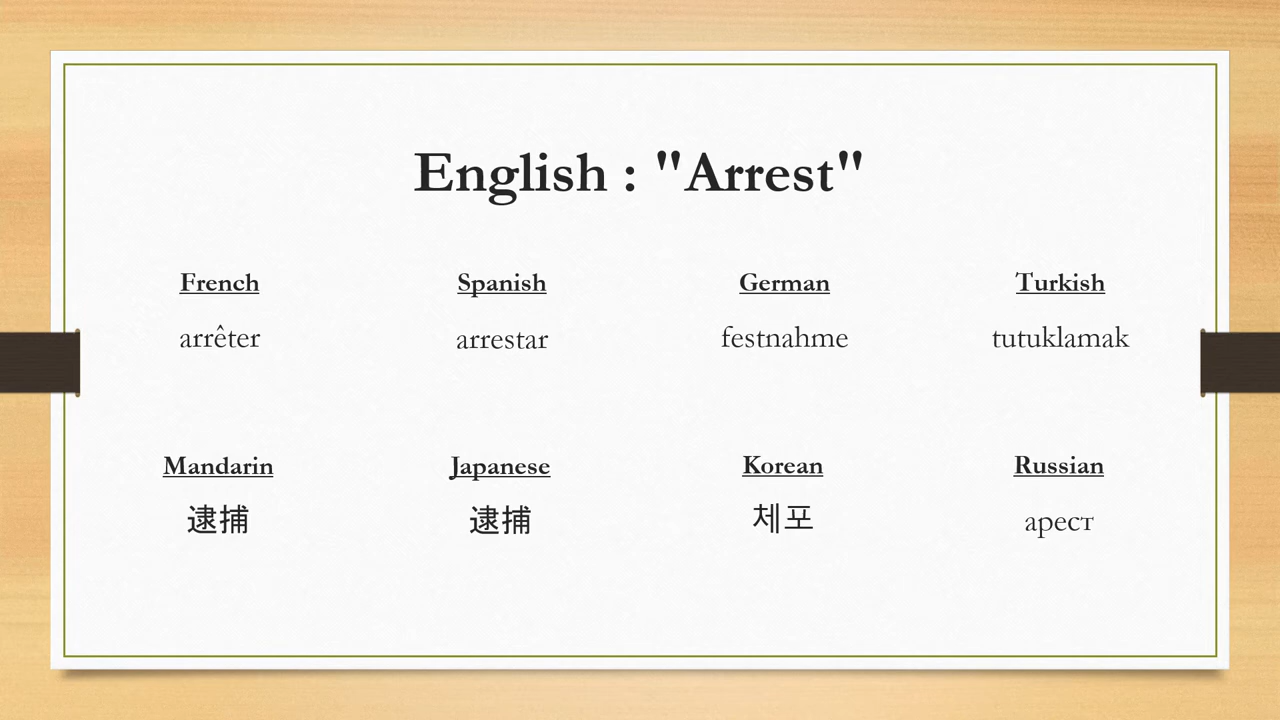 English : "Arrest"
French
arrêter
Spanish
arrestar
German
festnahme
Turkish
tutuklamak
Mandarin
逮捕
Japanese
逮捕
Korean
체포
Russian
арест